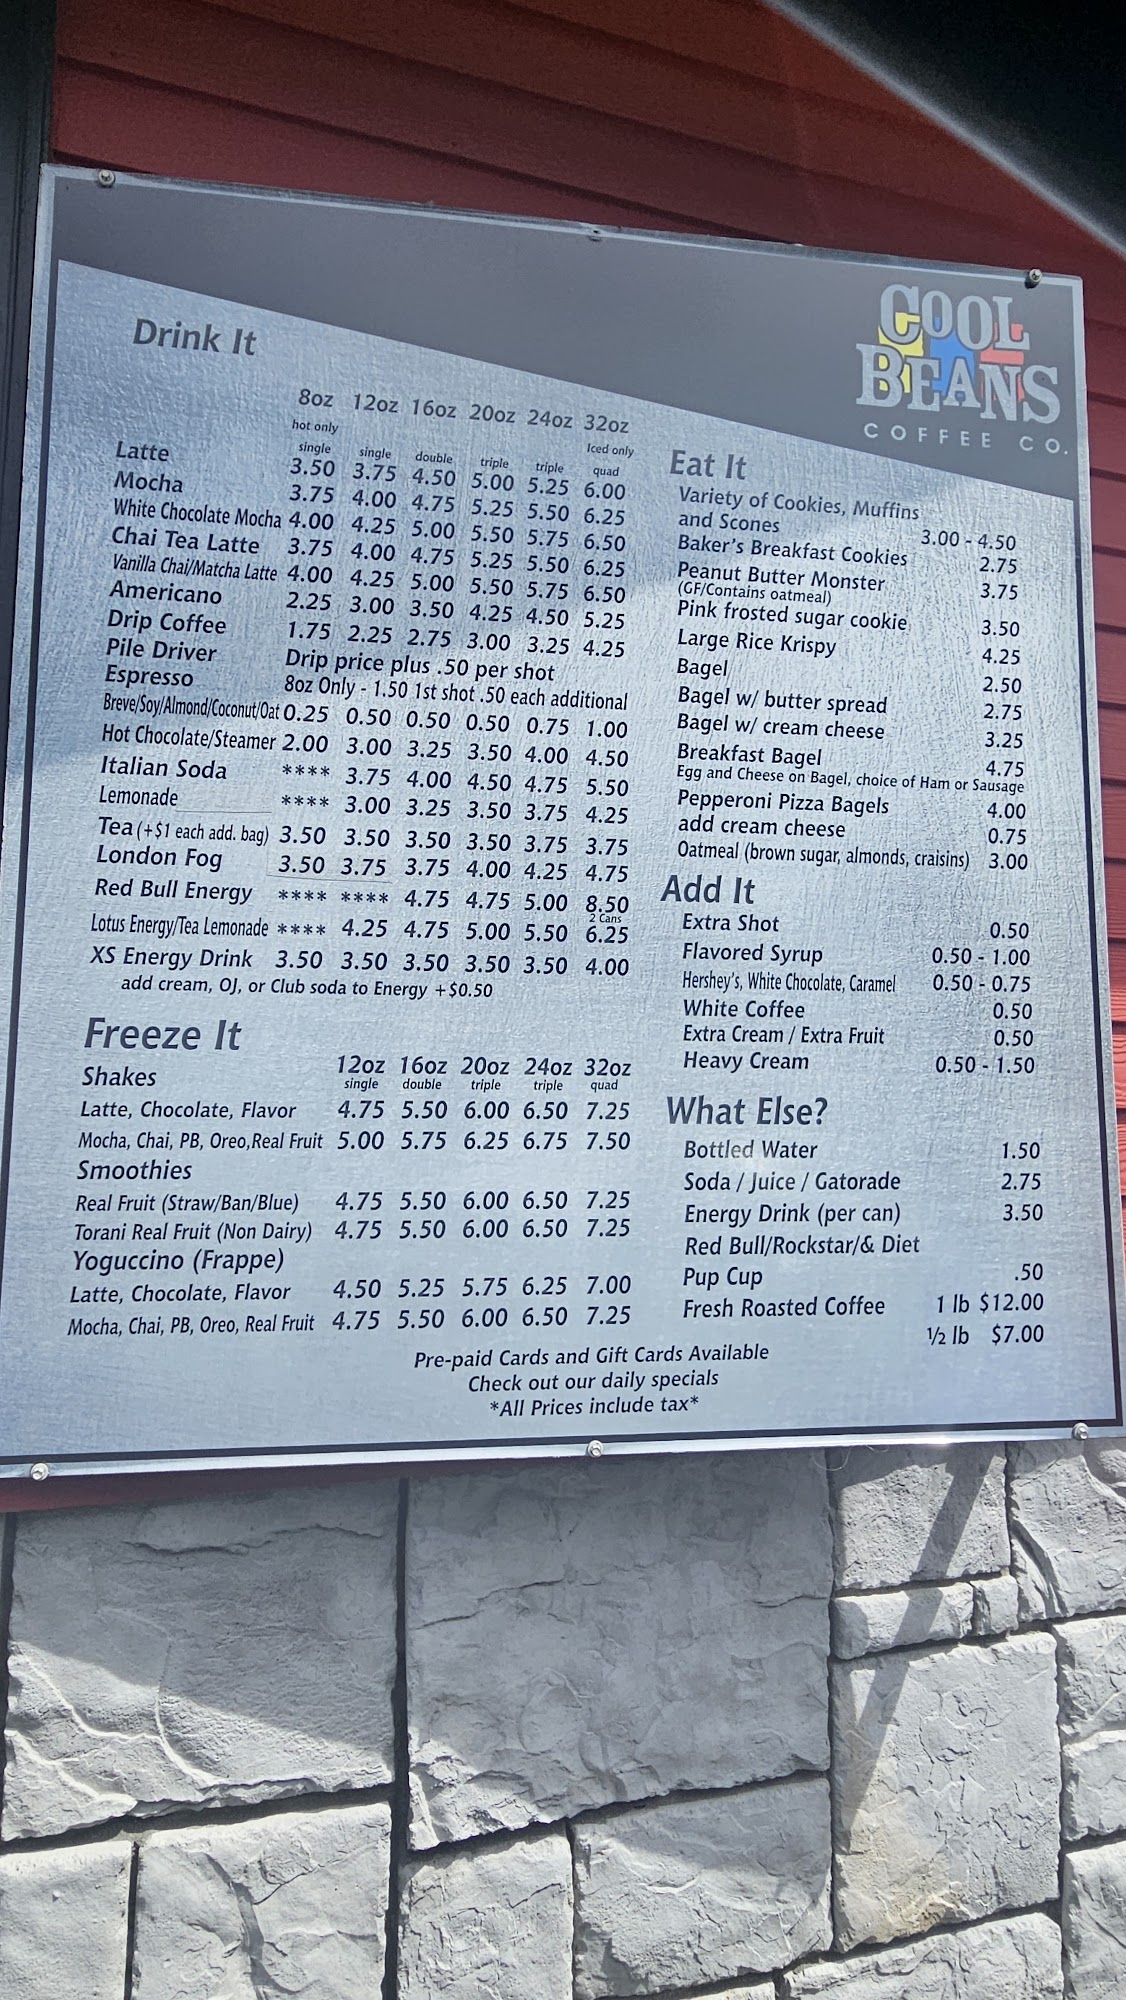 COOL
BEANS
COFFEE CO.
Drink It
8oz 12oz 16oz 20oz 24oz 32oz
hot only Iced only
single single double triple triple quad
Latte 3.50 3.75 4.50 5.00 5.25 6.00
Mocha 3.75 4.00 4.75 5.25 5.50 6.25
White Chocolate Mocha 4.00 4.25 5.00 5.50 5.75 6.50
Chai Tea Latte 3.75 4.00 4.75 5.25 5.50 6.25
Vanilla Chai/Matcha Latte 4.00 4.25 5.00 5.50 5.75 6.50
Americano 2.25 3.00 3.50 4.25 4.50 5.25
Drip Coffee 1.75 2.25 2.75 3.00 3.25 4.25
Pile Driver Drip price plus .50 per shot
Espresso 8oz Only - 1.50 1st shot .50 each additional
Breve/Soy/Almond/Coconut/Oat 0.25 0.50 0.50 0.50 0.75 1.00
Hot Chocolate/Steamer 2.00 3.00 3.25 3.50 4.00 4.50
Italian Soda **** 3.75 4.00 4.50 4.75 5.50
Lemonade **** 3.00 3.25 3.50 3.75 4.25
Tea (+$1 each add. bag) 3.50 3.50 3.50 3.50 3.75 3.75
London Fog 3.50 3.75 3.75 4.00 4.25 4.75
Red Bull Energy **** **** 4.75 4.75 5.00 8.50
2 Cans
Lotus Energy/Tea Lemonade **** 4.25 4.75 5.00 5.50 6.25
XS Energy Drink 3.50 3.50 3.50 3.50 3.50 4.00
add cream, OJ, or Club soda to Energy +$0.50
Freeze It
12oz 16oz 20oz 24oz 32oz
Shakes single double triple triple quad
Latte, Chocolate, Flavor 4.75 5.50 6.00 6.50 7.25
Mocha, Chai, PB, Oreo,Real Fruit 5.00 5.75 6.25 6.75 7.50
Smoothies
Real Fruit (Straw/Ban/Blue) 4.75 5.50 6.00 6.50 7.25
Torani Real Fruit (Non Dairy) 4.75 5.50 6.00 6.50 7.25
Yoguccino (Frappe)
Latte, Chocolate, Flavor 4.50 5.25 5.75 6.25 7.00
Mocha, Chai, PB, Oreo, Real Fruit 4.75 5.50 6.00 6.50 7.25
Eat It
Variety of Cookies, Muffins
and Scones 3.00 - 4.50
Baker's Breakfast Cookies 2.75
Peanut Butter Monster 3.75
(GF/Contains oatmeal)
Pink frosted sugar cookie 3.50
Large Rice Krispy 4.25
Bagel 2.50
Bagel w/ butter spread 2.75
Bagel w/ cream cheese 3.25
Breakfast Bagel 4.75
Egg and Cheese on Bagel, choice of Ham or Sausage
Pepperoni Pizza Bagels 4.00
add cream cheese 0.75
Oatmeal (brown sugar, almonds, craisins) 3.00
Add It
Extra Shot 0.50
Flavored Syrup 0.50 - 1.00
Hershey's, White Chocolate, Caramel 0.50 - 0.75
White Coffee 0.50
Extra Cream / Extra Fruit 0.50
Heavy Cream 0.50 - 1.50
What Else?
Bottled Water 1.50
Soda / Juice / Gatorade 2.75
Energy Drink (per can) 3.50
Red Bull/Rockstar/& Diet
Pup Cup .50
Fresh Roasted Coffee 1 lb $12.00
½ lb $7.00
Pre-paid Cards and Gift Cards Available
Check out our daily specials
*All Prices include tax*